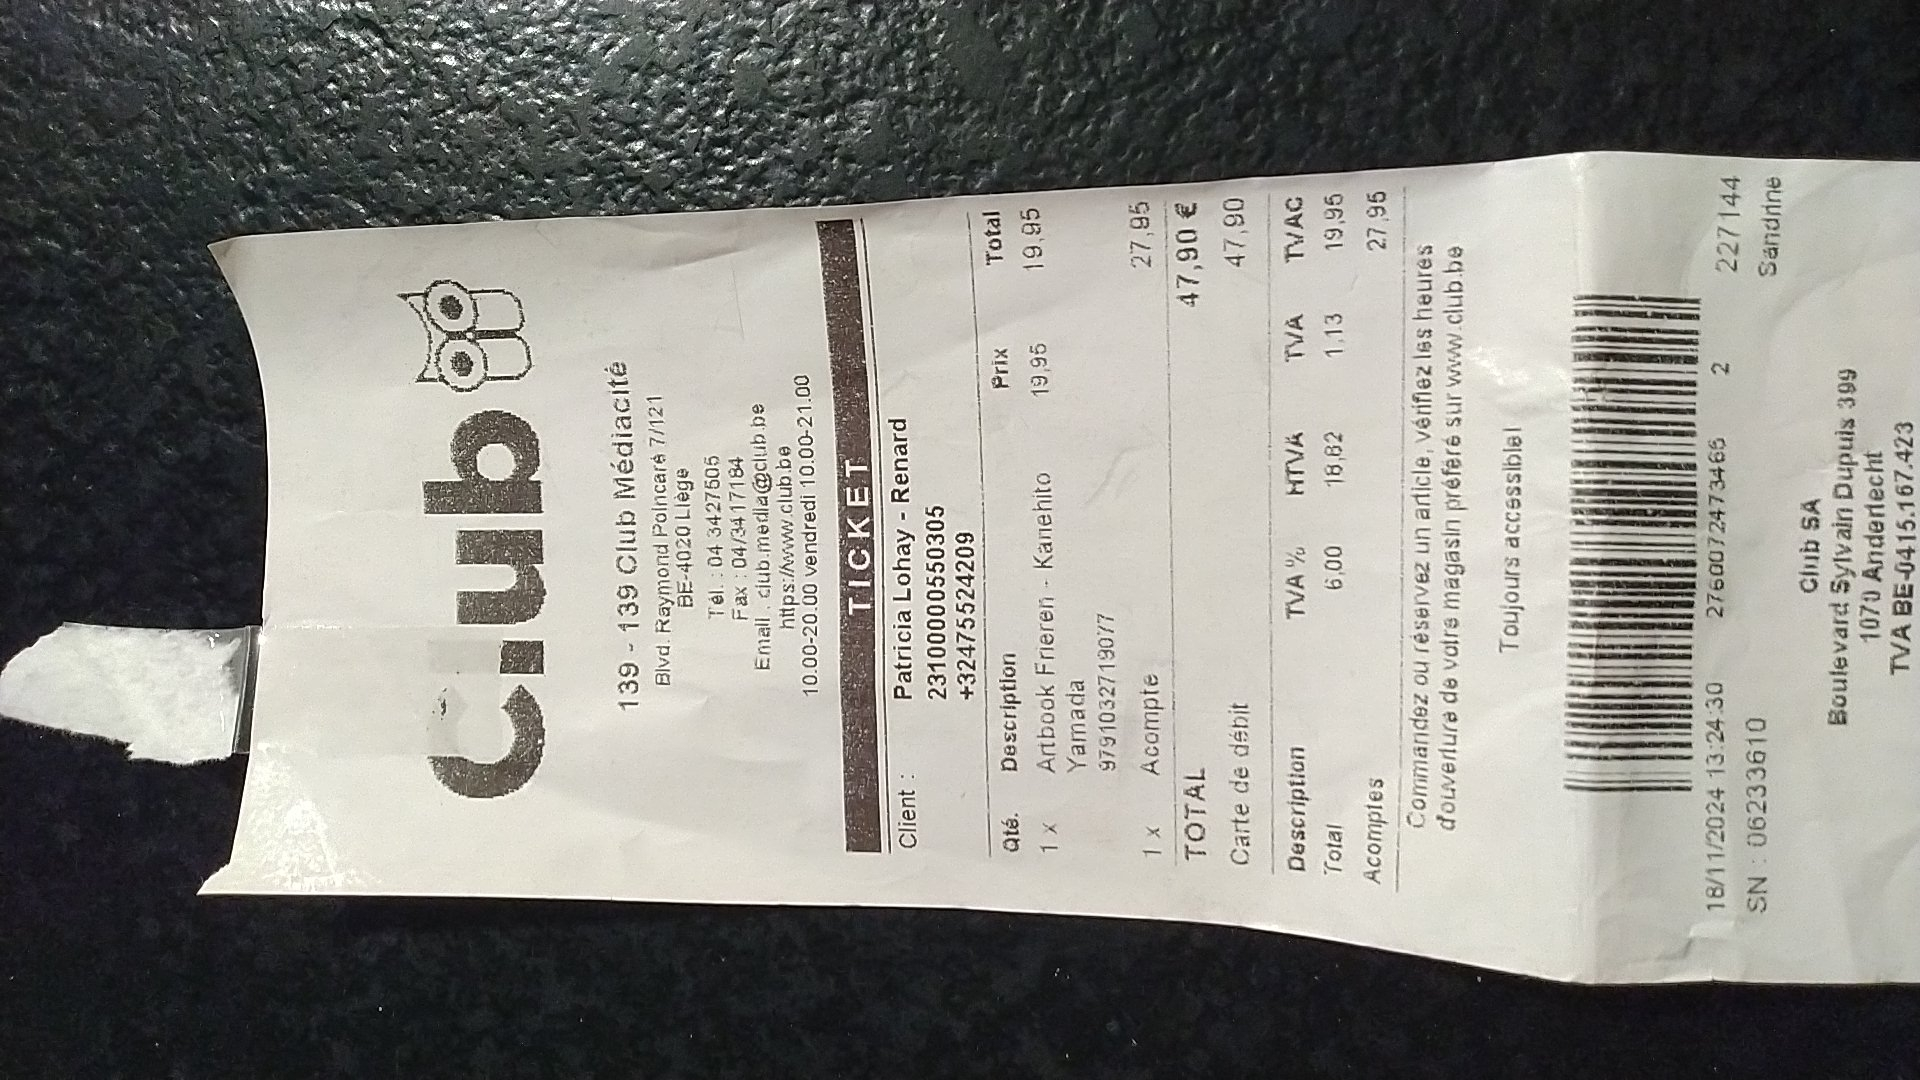 Club
139 - 139 Club Médiacité
Blvd. Raymond Poincaré 7/121
BE-4020 Liège
Tél. : 04 3427505
Fax : 04/3417184
Email : club.media@club.be
https://www.club.be
10.00-20.00 vendredi 10.00-21.00
TICKET
Client : Patricia Lohay - Renard
2310000550305
+32475524209
Qté. Description Prix Total
1 x Artbook Frieren - Kanehito 19,95 19,95
Yamada
9791032719077
1 x Acompte 27,95
TOTAL 47,90 €
Carte de débit 47,90
Description TVA % HTVA TVA TVAC
Total 6,00 18,82 1,13 19,95
Acomptes 27,95
Commandez ou réservez un article, vérifiez les heures
d'ouverture de votre magasin préféré sur www.club.be
Toujours accessible!
18/11/2024 13:24:30 2760072473465 2 227144
SN : 06233610 Sandrine
Club SA
Boulevard Sylvain Dupuis 399
1070 Anderlecht
TVA BE-0415.167.423